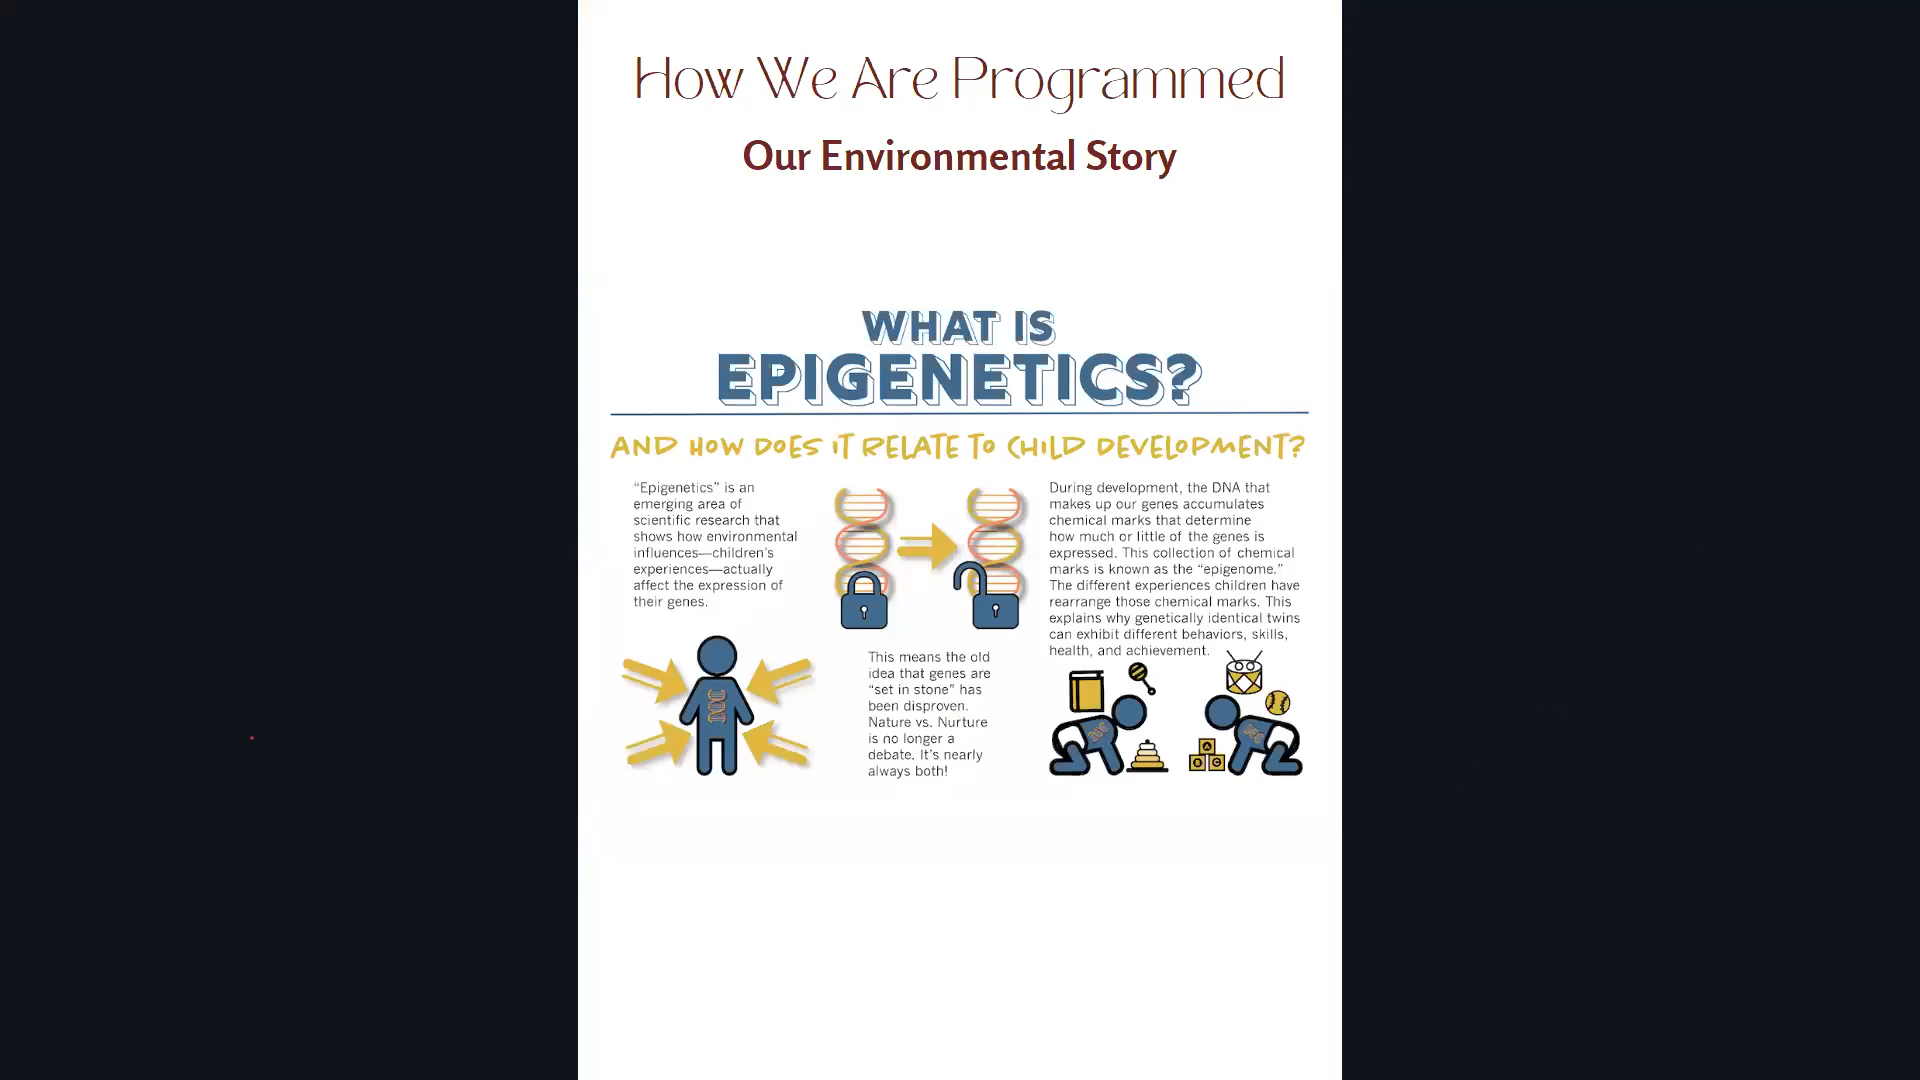 How We Are Programmed
Our Environmental Story
WHAT IS
EPIGENETICS?
AND HOW DOES IT RELATE TO CHILD DEVELOPMENT?
“Epigenetics” is an
emerging area of
scientific research that
shows how environmental
influences—children’s
experiences—actually
affect the expression of
their genes.
This means the old
idea that genes are
“set in stone” has
been disproven.
Nature vs. Nurture
is no longer a
debate. It’s nearly
always both!
During development, the DNA that
makes up our genes accumulates
chemical marks that determine
how much or little of the genes is
expressed. This collection of chemical
marks is known as the “epigenome.”
The different experiences children have
rearrange those chemical marks. This
explains why genetically identical twins
can exhibit different behaviors, skills,
health, and achievement.
A
B C